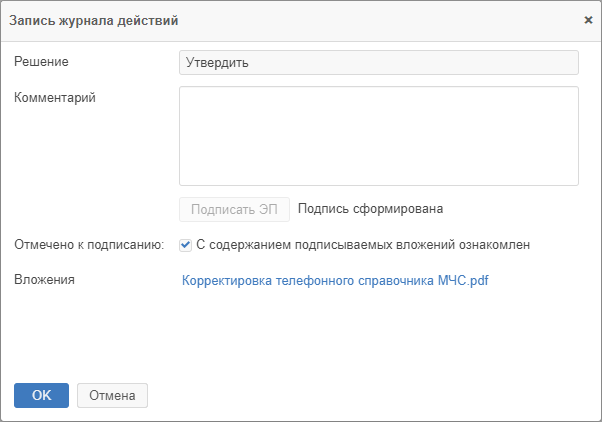 Запись журнала действий
Решение
Утвердить
Комментарий
Подписать ЭП
Подпись сформирована
Отмечено к подписанию:
С содержанием подписываемых вложений ознакомлен
Вложения
Корректировка телефонного справочника МЧС.pdf
OK
Отмена